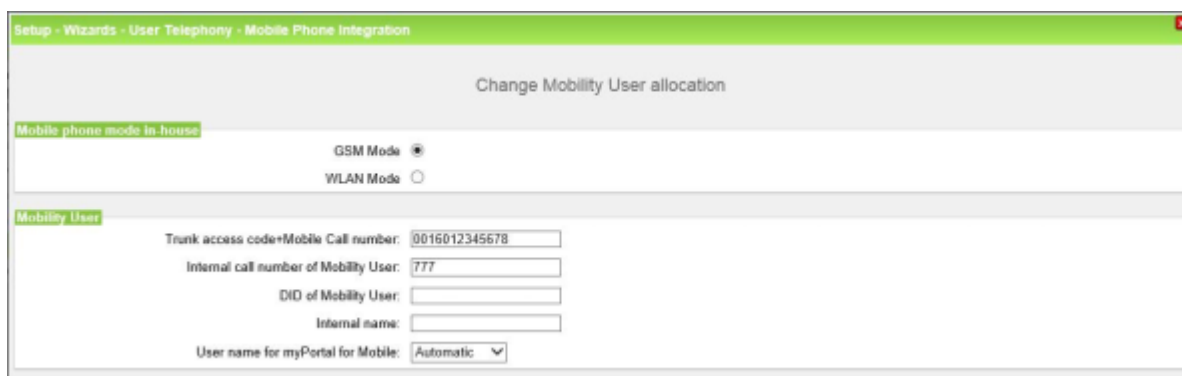 Setup - Wizards - User Telephony - Mobile Phone Integration
Change Mobility User allocation
Mobile phone mode in-house
GSM Mode
WLAN Mode
Mobility User
Trunk access code+Mobile Call number: 0016012345678
Internal call number of Mobility User: 777
DID of Mobility User:
Internal name:
User name for myPortal for Mobile: Automatic